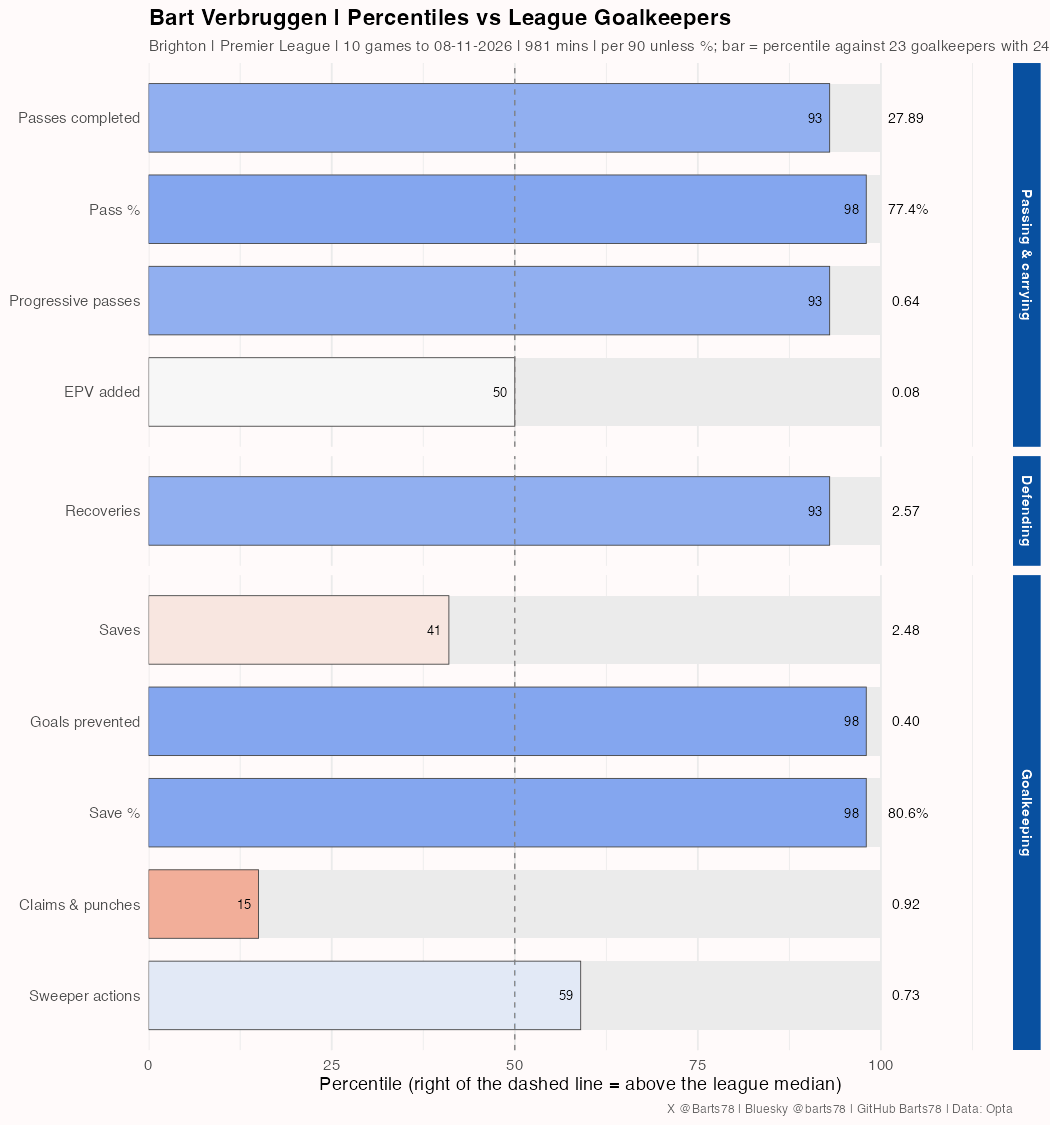 Bart Verbruggen | Percentiles vs League Goalkeepers
Brighton | Premier League | 10 games to 08-11-2026 | 981 mins | per 90 unless %; bar = percentile against 23 goalkeepers with 24
Passes completed 93 27.89
Pass % 98 77.4%
Progressive passes 93 0.64
EPV added 50 0.08
Passing & carrying
Recoveries 93 2.57
Defending
Saves 41 2.48
Goals prevented 98 0.40
Save % 98 80.6%
Claims & punches 15 0.92
Sweeper actions 59 0.73
Goalkeeping
0 25 50 75 100
Percentile (right of the dashed line = above the league median)
X @Barts78 | Bluesky @barts78 | GitHub Barts78 | Data: Opta